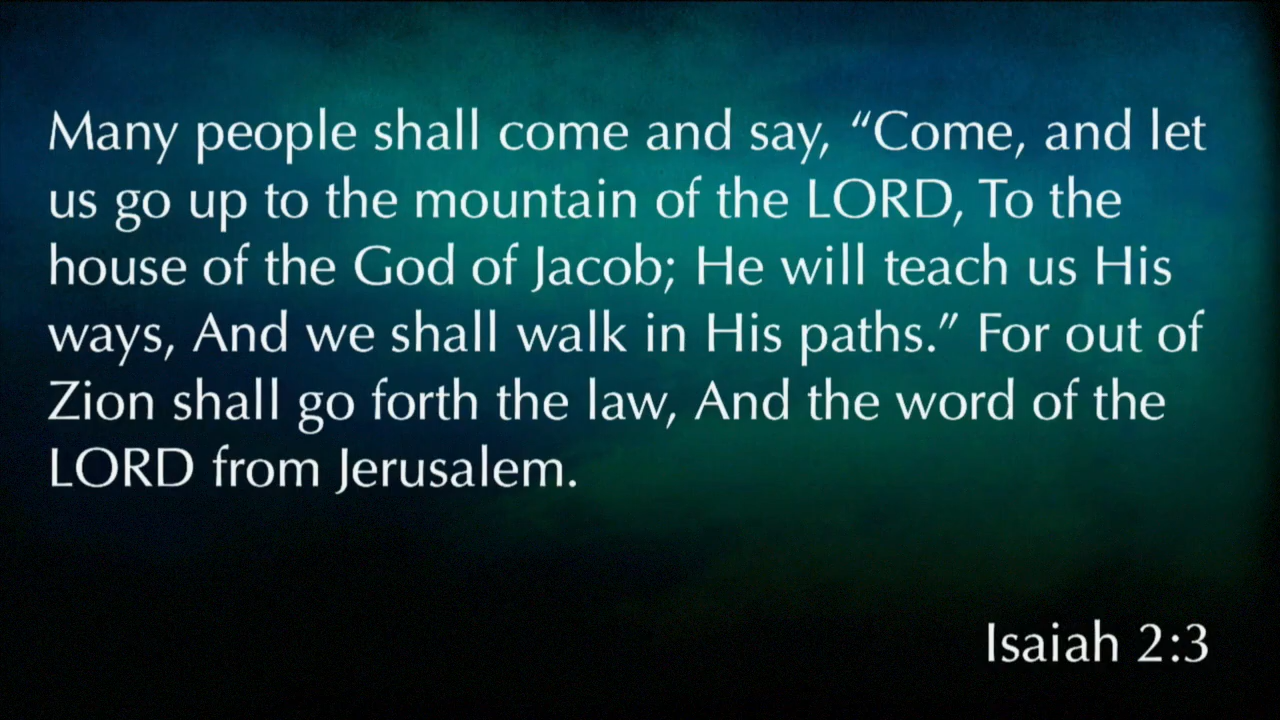 Many people shall come and say, “Come, and let
us go up to the mountain of the LORD, To the
house of the God of Jacob; He will teach us His
ways, And we shall walk in His paths.” For out of
Zion shall go forth the law, And the word of the
LORD from Jerusalem.
Isaiah 2:3